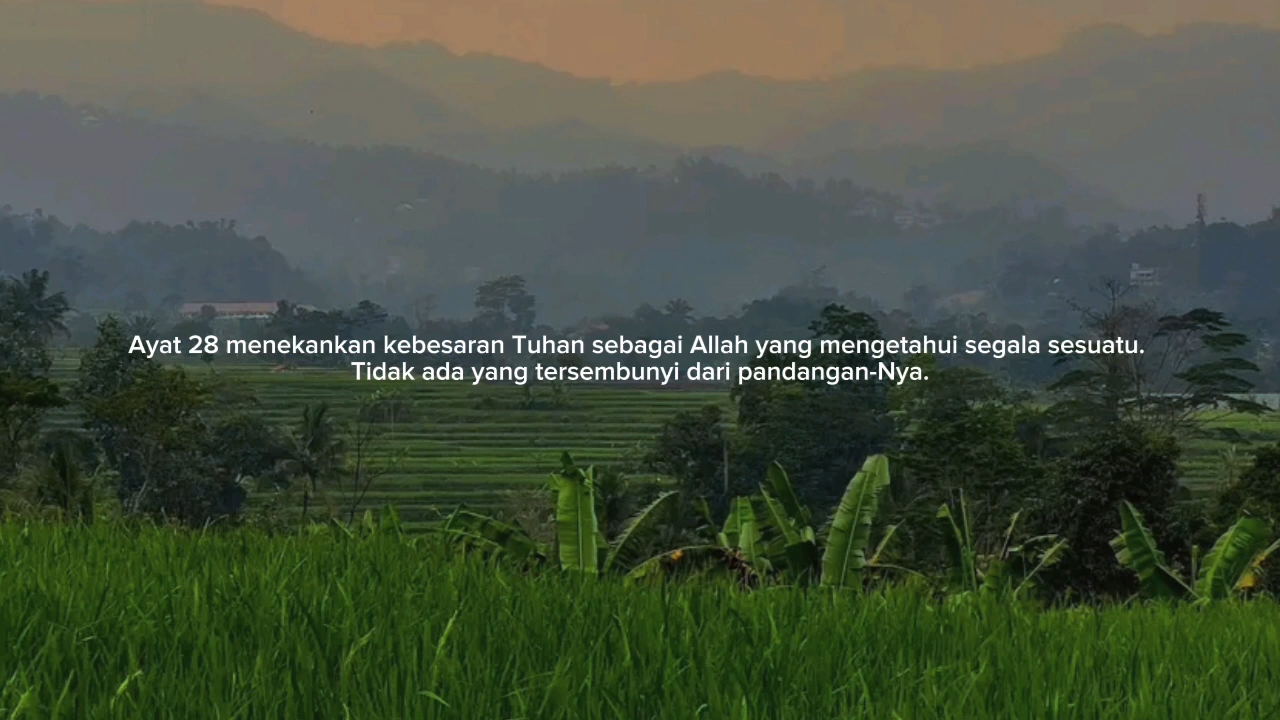 Ayat 28 menekankan kebesaran Tuhan sebagai Allah yang mengetahui segala sesuatu.
Tidak ada yang tersembunyi dari pandangan-Nya.